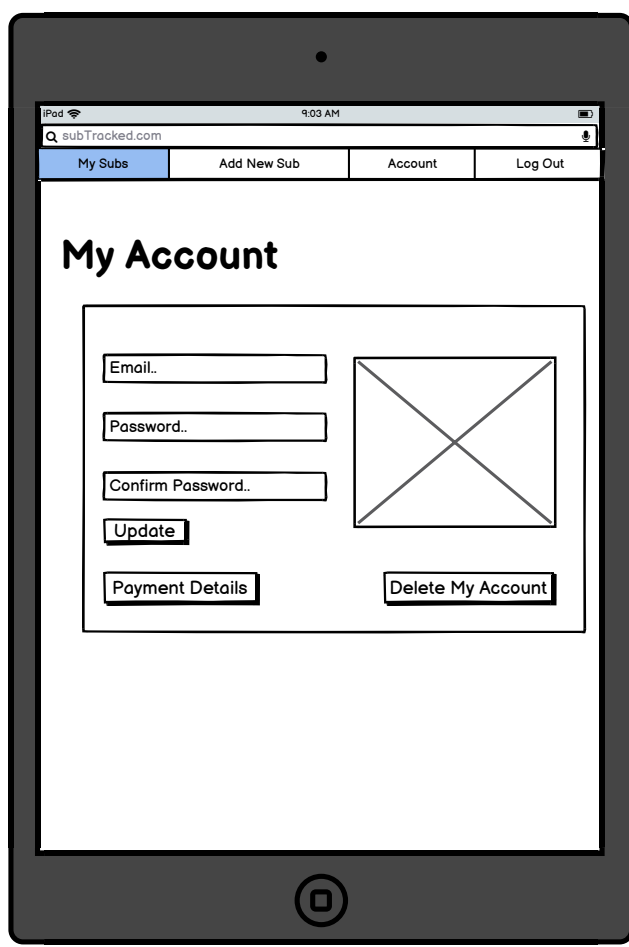 iPad 9:03 AM
subTracked.com
My Subs Add New Sub Account Log Out
My Account
Email..
Password..
Confirm Password..
Update
Payment Details Delete My Account